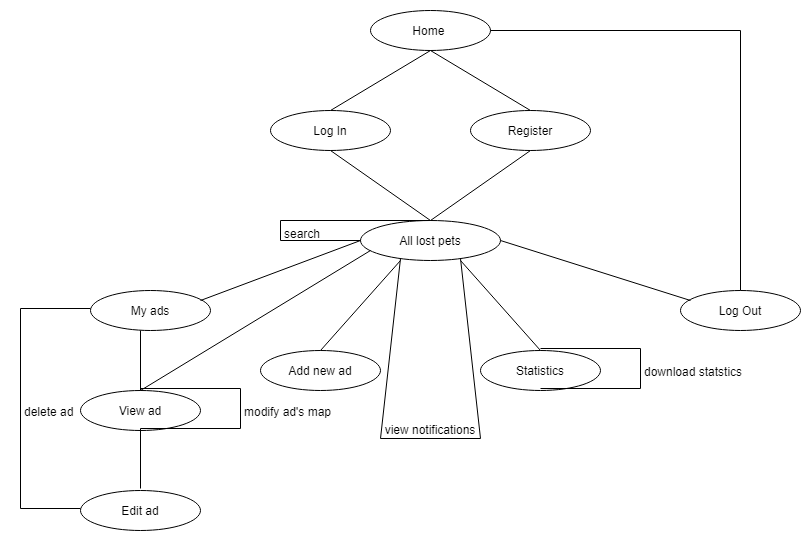 Home
Log In
Register
search
All lost pets
My ads
Log Out
Add new ad
Statistics
download statstics
delete ad
View ad
modify ad's map
view notifications
Edit ad